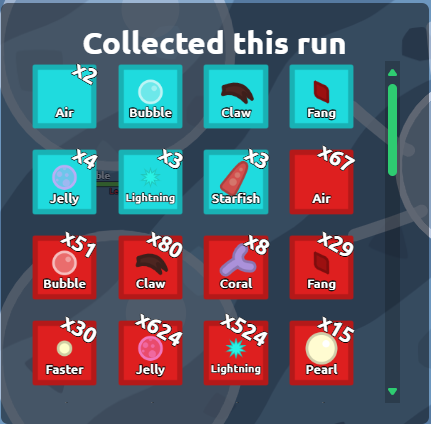 Collected this run
x2
Air
Bubble
Claw
Fang
x4
Jelly
x3
Lightning
x3
Starfish
x67
Air
x51
Bubble
x80
Claw
x8
Coral
x29
Fang
x30
Faster
x624
Jelly
x524
Lightning
x15
Pearl